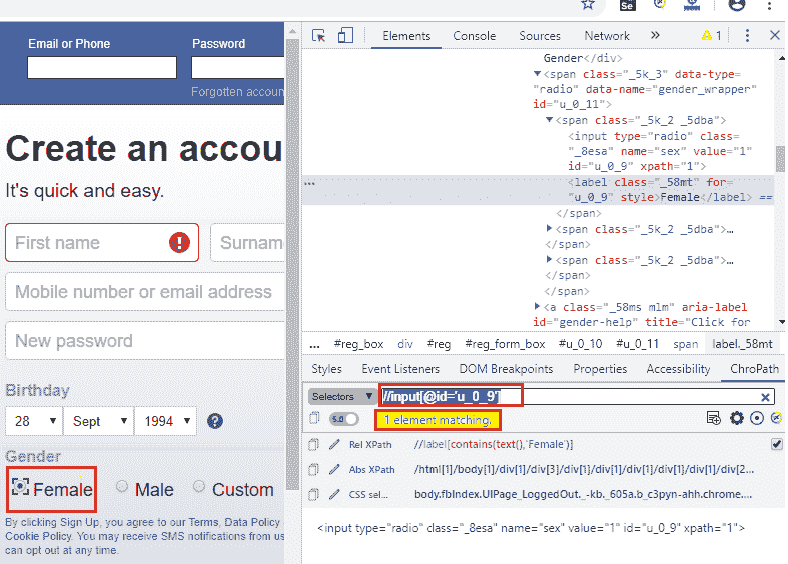 Email or Phone
Password
Forgotten accoun
Create an accou
It's quick and easy.
First name
Surnam
Mobile number or email address
New password
Birthday
28
Sept
1994
Gender
Female
Male
Custom
By clicking Sign Up, you agree to our Terms, Data Policy
Cookie Policy. You may receive SMS notifications from us
can opt out at any time.
Se
Elements
Console
Sources
Network
»
1
Gender</div>
▼<span class="_5k_3" data-type=
"radio" data-name="gender_wrapper"
id="u_0_11">
▼<span class="_5k_2 _5dba">
<input type="radio" class=
"_8esa" name="sex" value="1"
id="u_0_9" xpath="1">
...
<label class="_58mt" for=
"u_0_9" style>Female</label> ==
</span>
▶<span class="_5k_2 _5dba">…
</span>
▶<span class="_5k_2 _5dba">…
</span>
</span>
▶<a class="_58ms mlm" aria-label
id="gender-help" title="Click for
... #reg_box div #reg #reg_form_box #u_0_10 #u_0_11 span label._58mt
Styles
Event Listeners
DOM Breakpoints
Properties
Accessibility
ChroPath
Selectors ▼
//input[@id='u_0_9']
5.0
1 element matching.
Rel XPath
//label[contains(text(),'Female')]
Abs XPath
/html[1]/body[1]/div[1]/div[3]/div[1]/div[1]/div[1]/div[1]/div[2...
CSS sel...
body.fbIndex.UIPage_LoggedOut._-kb._605a.b_c3pyn-ahh.chrome....
<input type="radio" class="_8esa" name="sex" value="1" id="u_0_9" xpath="1">